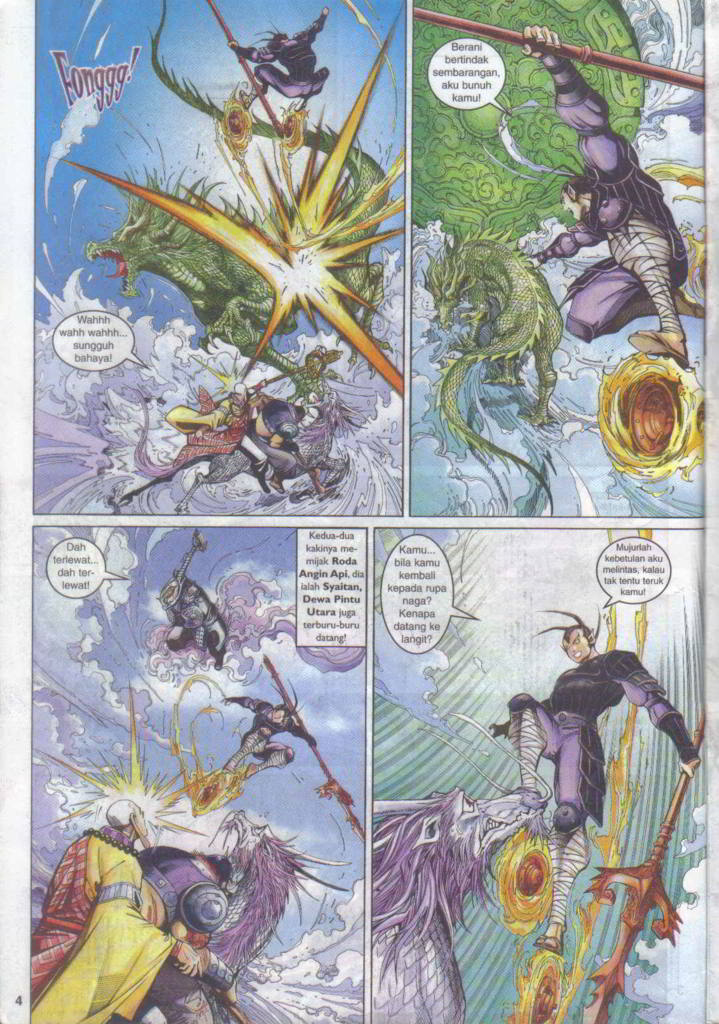 Fonggg!
Wahhh
wahh wahhh...
sungguh
bahaya!
Berani
bertindak
sembarangan,
aku bunuh
kamu!
Dah
terlewat...
dah ter-
lewat!
Kedua-dua
kakinya me-
mijak Roda
Angin Api, dia
ialah Syaitan,
Dewa Pintu
Utara juga
terburu-buru
datang!
Kamu...
bila kamu
kembali
kepada rupa
naga?
Kenapa
datang ke
langit?
Mujurlah
kebetulan aku
melintas, kalau
tak tentu teruk
kamu!
4